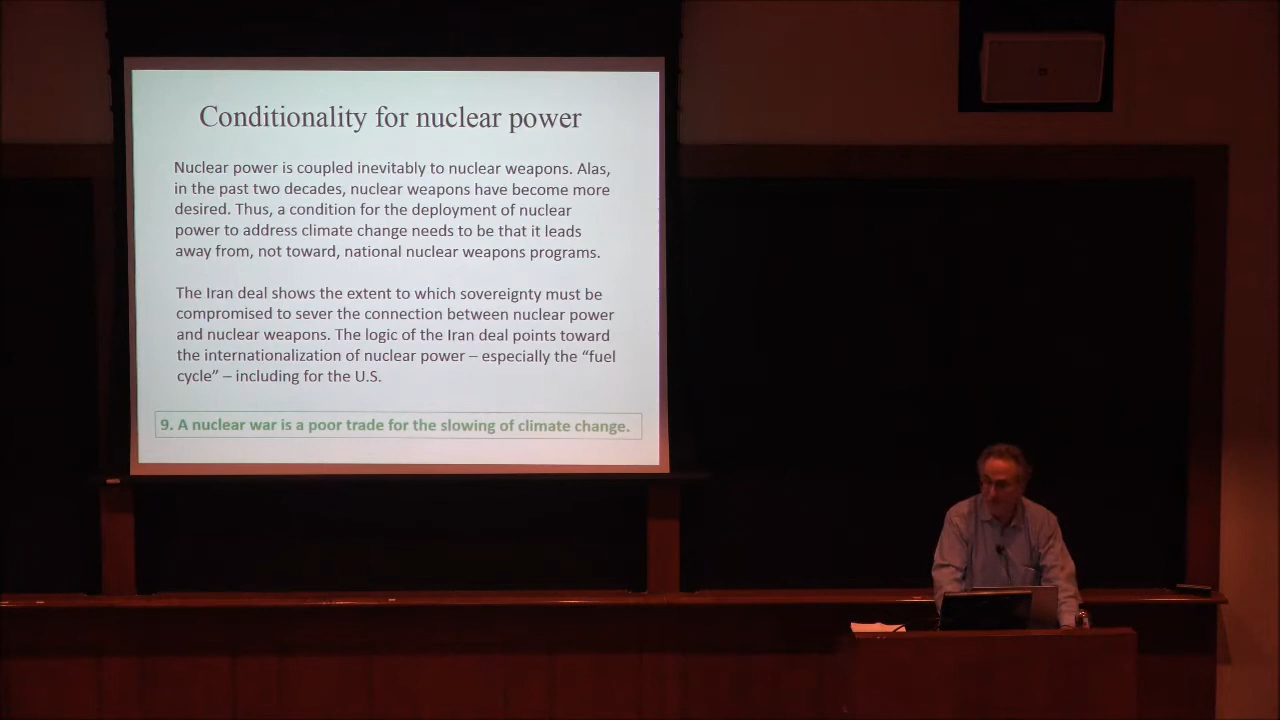 Conditionality for nuclear power
Nuclear power is coupled inevitably to nuclear weapons. Alas,
in the past two decades, nuclear weapons have become more
desired. Thus, a condition for the deployment of nuclear
power to address climate change needs to be that it leads
away from, not toward, national nuclear weapons programs.
The Iran deal shows the extent to which sovereignty must be
compromised to sever the connection between nuclear power
and nuclear weapons. The logic of the Iran deal points toward
the internationalization of nuclear power – especially the “fuel
cycle” – including for the U.S.
9. A nuclear war is a poor trade for the slowing of climate change.